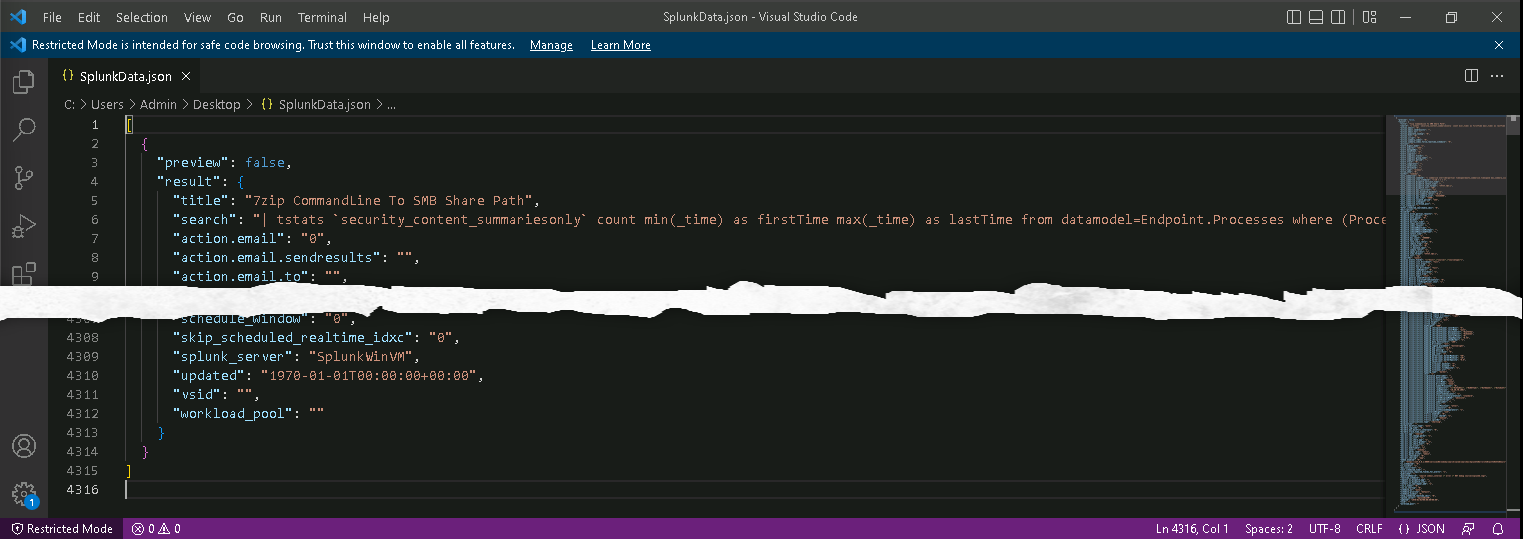 File Edit Selection View Go Run Terminal Help SplunkData.json - Visual Studio Code
Restricted Mode is intended for safe code browsing. Trust this window to enable all features. Manage Learn More
{} SplunkData.json
C: > Users > Admin > Desktop > {} SplunkData.json > ...
1 [
2 {
3 "preview": false,
4 "result": {
5 "title": "7zip CommandLine To SMB Share Path",
6 "search": "| tstats `security_content_summariesonly` count min(_time) as firstTime max(_time) as lastTime from datamodel=Endpoint.Processes where (Proce
7 "action.email": "0",
8 "action.email.sendresults": "",
9 "action.email.to": "",
"schedule_window": "0",
4308 "skip_scheduled_realtime_idxc": "0",
4309 "splunk_server": "SplunkWinVM",
4310 "updated": "1970-01-01T00:00:00+00:00",
4311 "vsid": "",
4312 "workload_pool": ""
4313 }
4314 }
4315 ]
4316
1
Restricted Mode 0 0 Ln 4316, Col 1 Spaces: 2 UTF-8 CRLF {} JSON